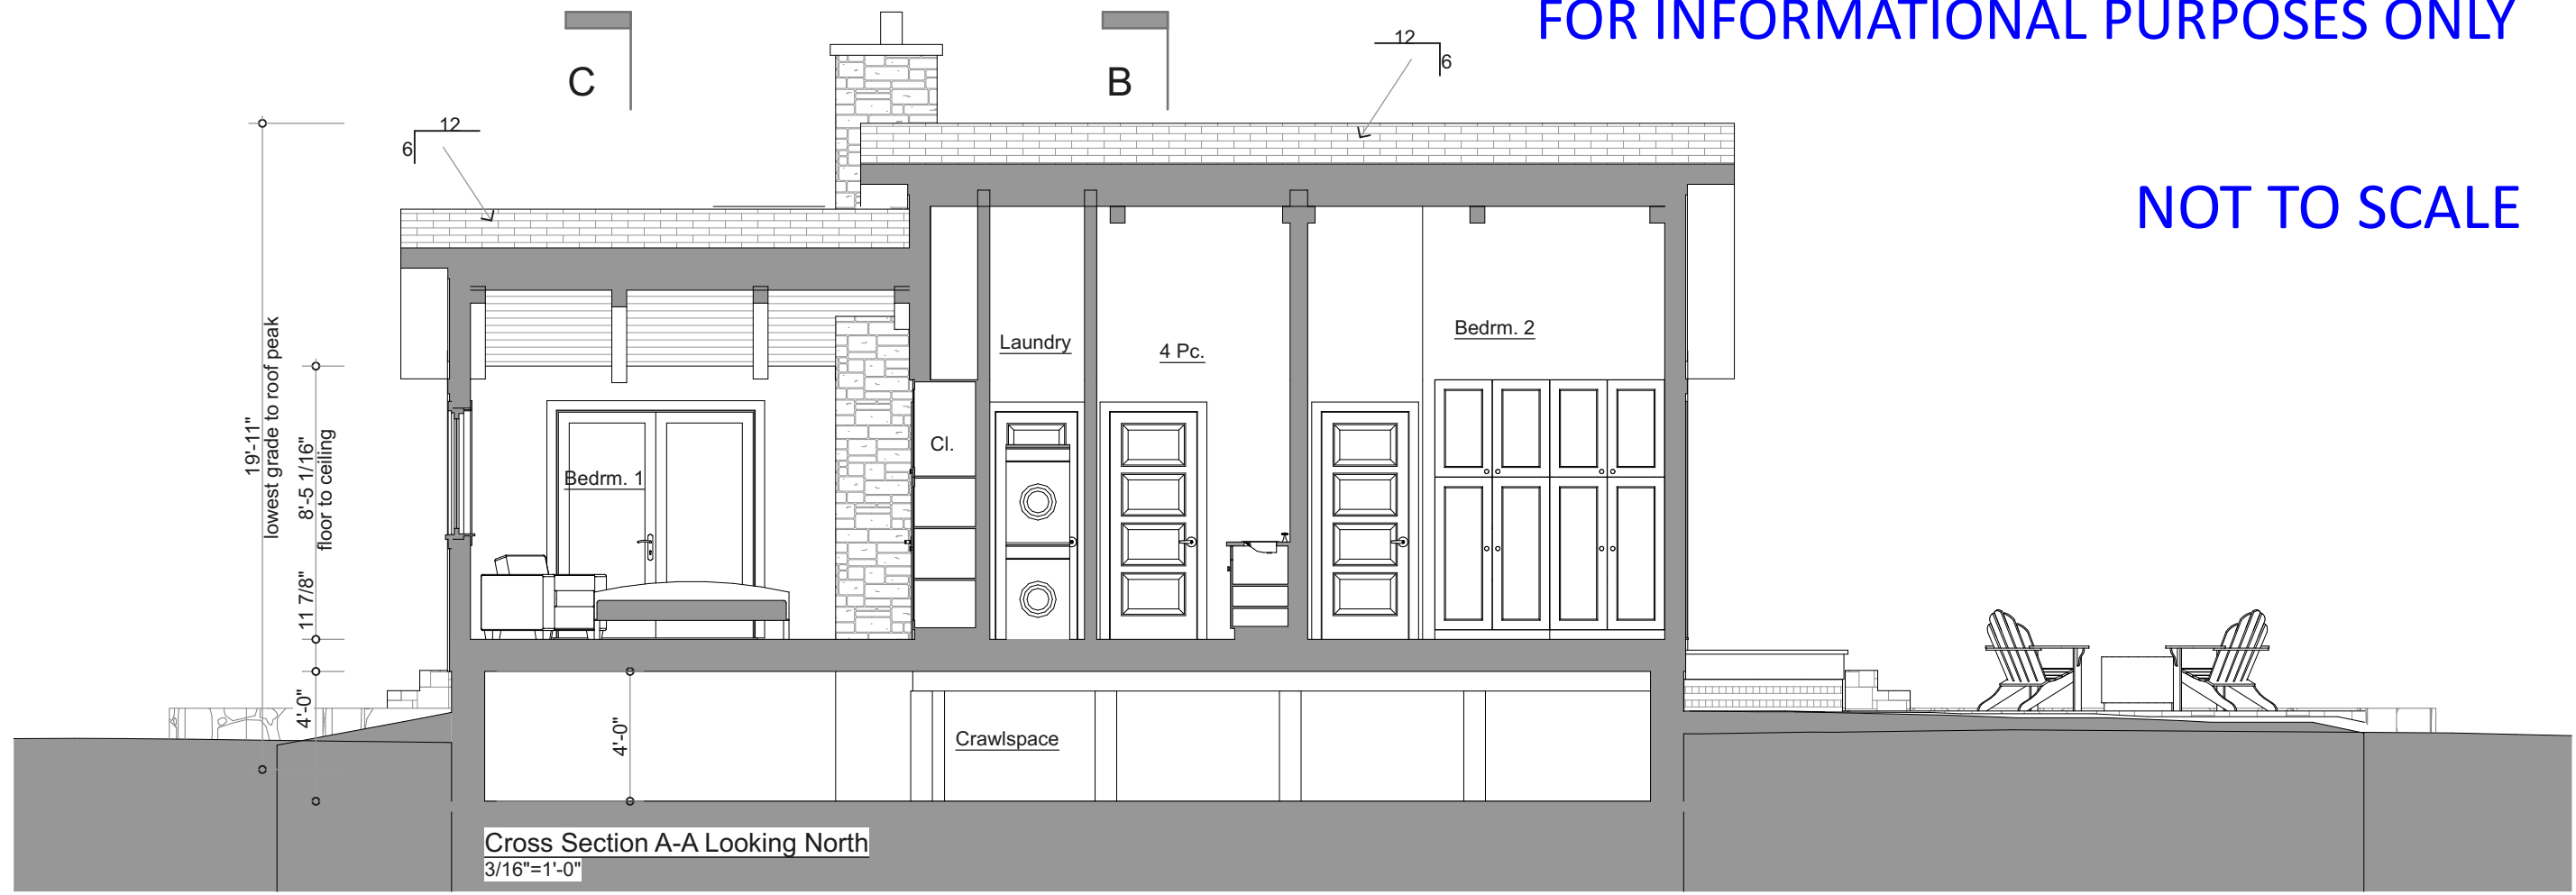 FOR INFORMATIONAL PURPOSES ONLY
C
B
12
6
12
6
NOT TO SCALE
19'-11"
lowest grade to roof peak
8'-5 1/16"
floor to ceiling
11 7/8"
4'-0"
Laundry
4 Pc.
Bedrm. 2
Cl.
Bedrm. 1
4'-0"
Crawlspace
Cross Section A-A Looking North
3/16"=1'-0"